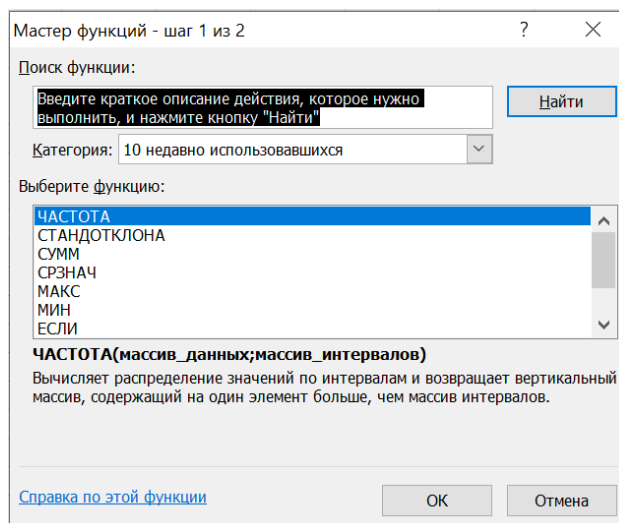 Мастер функций - шаг 1 из 2
Поиск функции:
Введите краткое описание действия, которое нужно
выполнить, и нажмите кнопку "Найти"
Найти
Категория: 10 недавно использовавшихся
Выберите функцию:
ЧАСТОТА
СТАНДОТКЛОНА
СУММ
СРЗНАЧ
МАКС
МИН
ЕСЛИ
ЧАСТОТА(массив_данных;массив_интервалов)
Вычисляет распределение значений по интервалам и возвращает вертикальный
массив, содержащий на один элемент больше, чем массив интервалов.
Справка по этой функции
ОК
Отмена